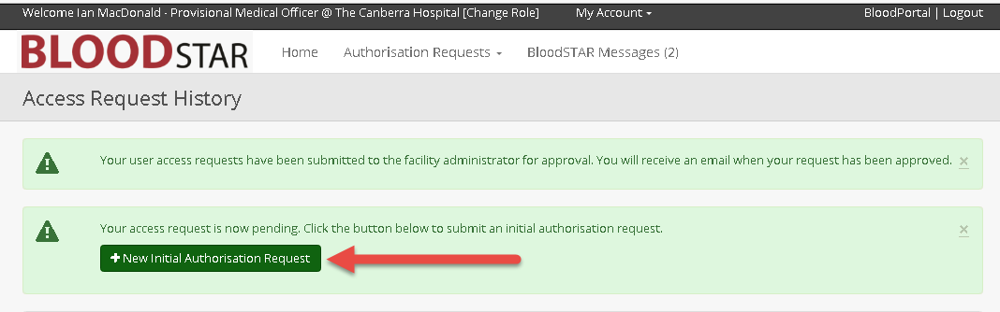 Welcome Ian MacDonald - Provisional Medical Officer @ The Canberra Hospital [Change Role] My Account BloodPortal | Logout
BLOODSTAR Home Authorisation Requests BloodSTAR Messages (2)
Access Request History
Your user access requests have been submitted to the facility administrator for approval. You will receive an email when your request has been approved. ×
Your access request is now pending. Click the button below to submit an initial authorisation request. ×
+ New Initial Authorisation Request